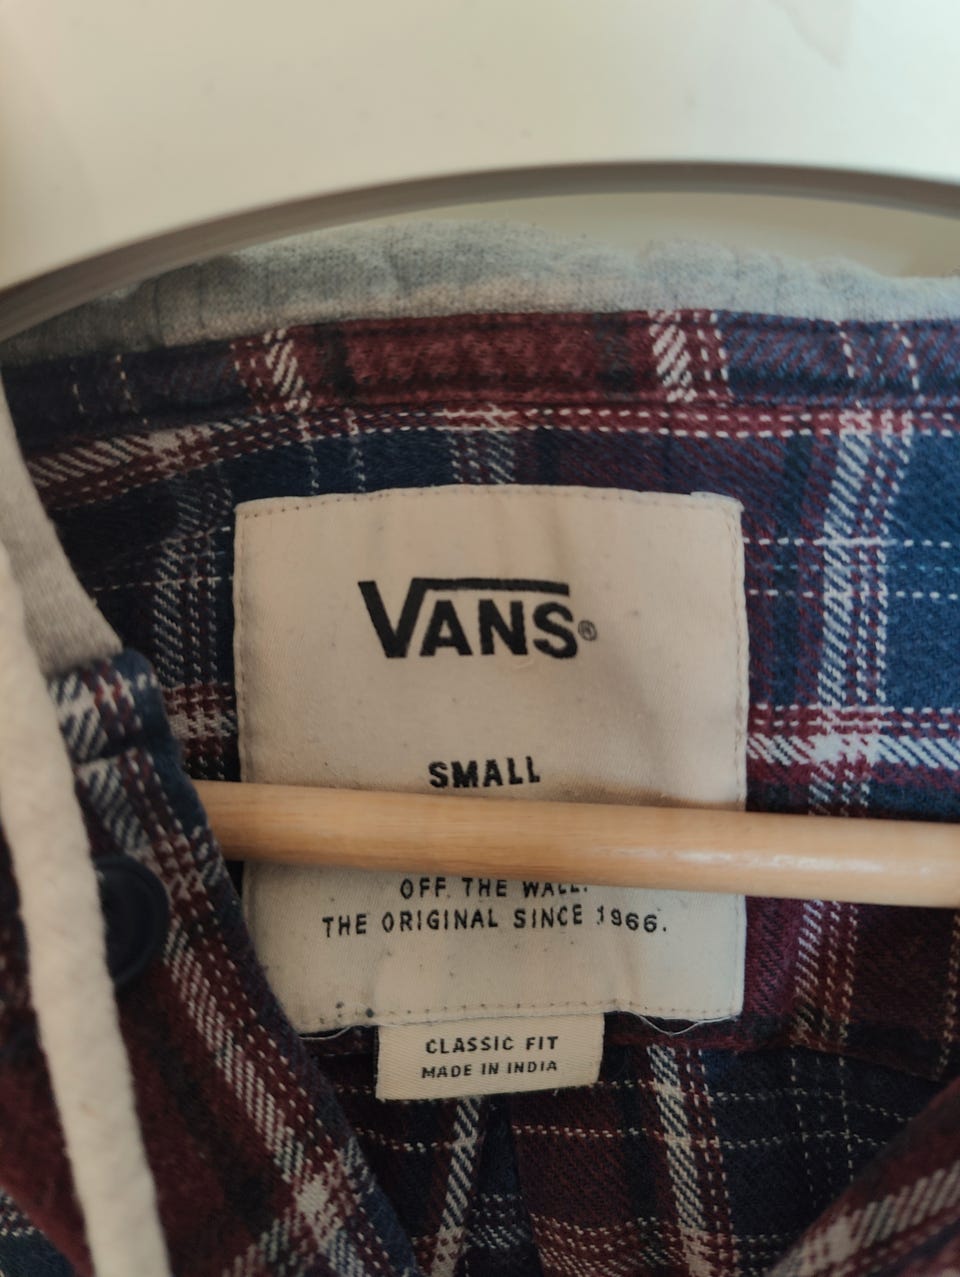 VANS®
SMALL
OFF THE WALL.
THE ORIGINAL SINCE 1966.
CLASSIC FIT
MADE IN INDIA